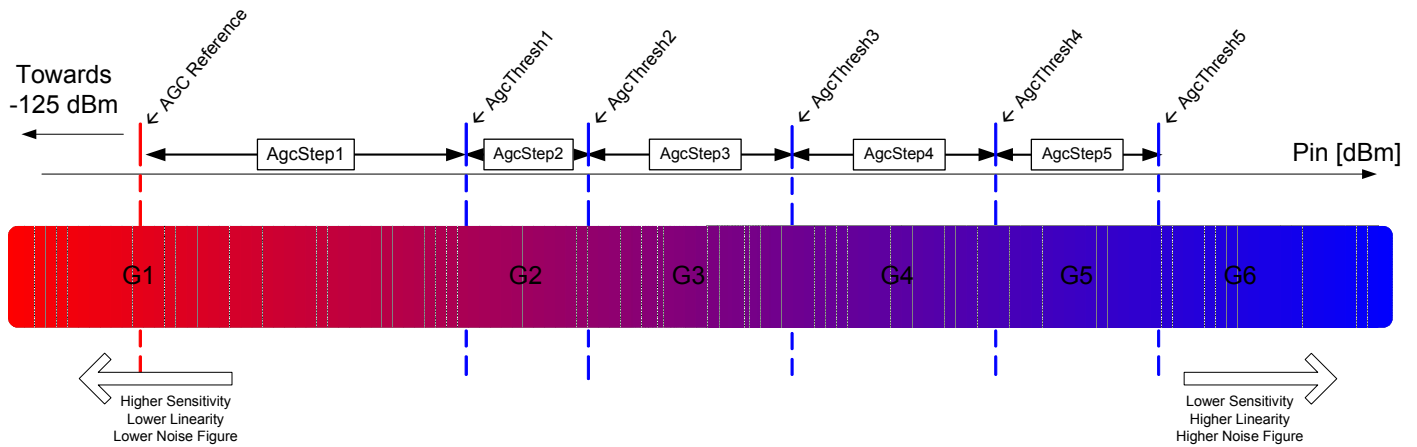 Towards
-125 dBm
← AGC Reference
← AgcThresh1
← AgcThresh2
← AgcThresh3
← AgcThresh4
← AgcThresh5
AgcStep1
AgcStep2
AgcStep3
AgcStep4
AgcStep5
Pin [dBm]
G1
G2
G3
G4
G5
G6
Higher Sensitivity
Lower Linearity
Lower Noise Figure
Lower Sensitivity
Higher Linearity
Higher Noise Figure